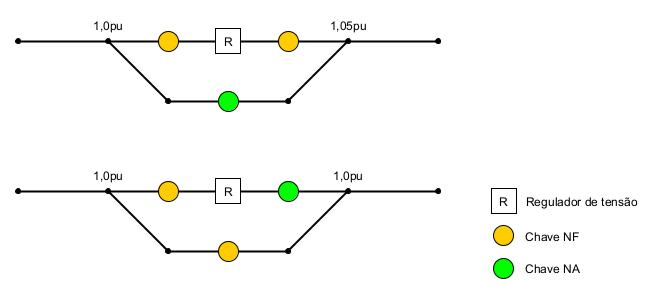 1,0pu 1,05pu
R
1,0pu 1,0pu
R
R Regulador de tensão
Chave NF
Chave NA